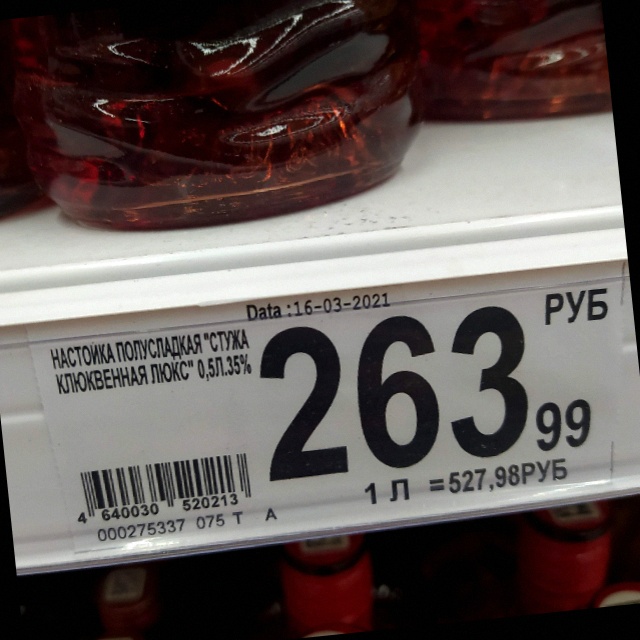 Data :16-03-2021
НАСТОЙКА ПОЛУСЛАДКАЯ "СТУЖА
КЛЮКВЕННАЯ ЛЮКС" 0,5Л.35%
263 99 РУБ
1 Л =527,98РУБ
4 640030 520213
000275337 075 T A